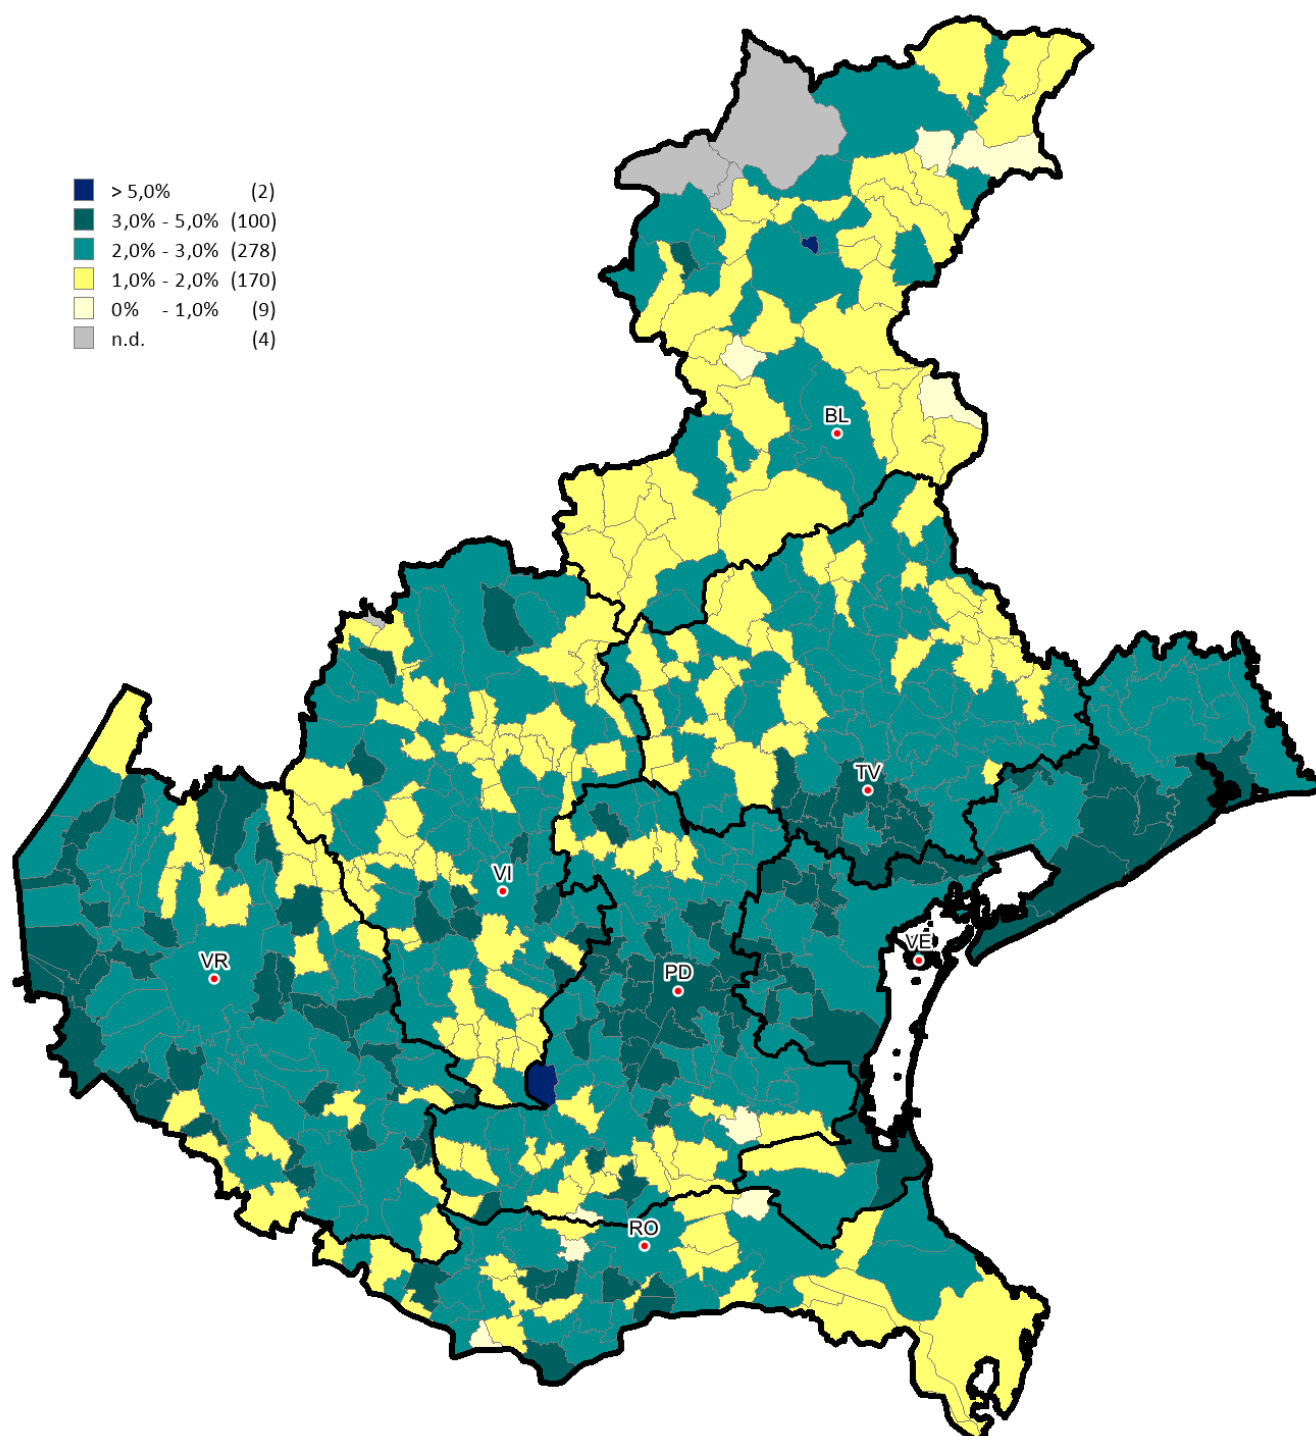 > 5,0% (2)
3,0% - 5,0% (100)
2,0% - 3,0% (278)
1,0% - 2,0% (170)
0% - 1,0% (9)
n.d. (4)
BL
TV
VI
VE
VR
PD
RO